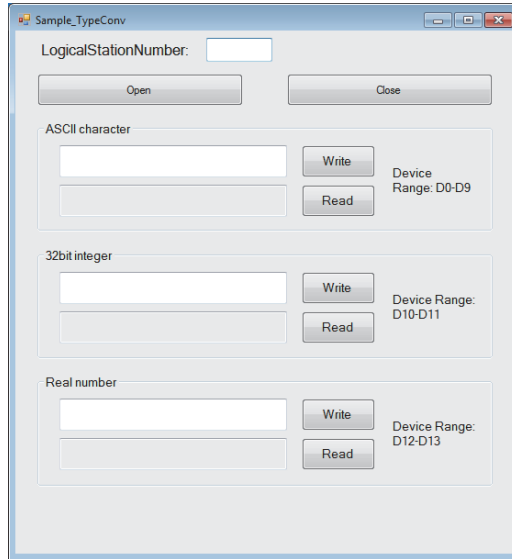 Sample_TypeConv
LogicalStationNumber:
Open Close
ASCII character
Write
Device
Range: D0-D9
Read
32bit integer
Write
Device Range:
D10-D11
Read
Real number
Write
Device Range:
D12-D13
Read